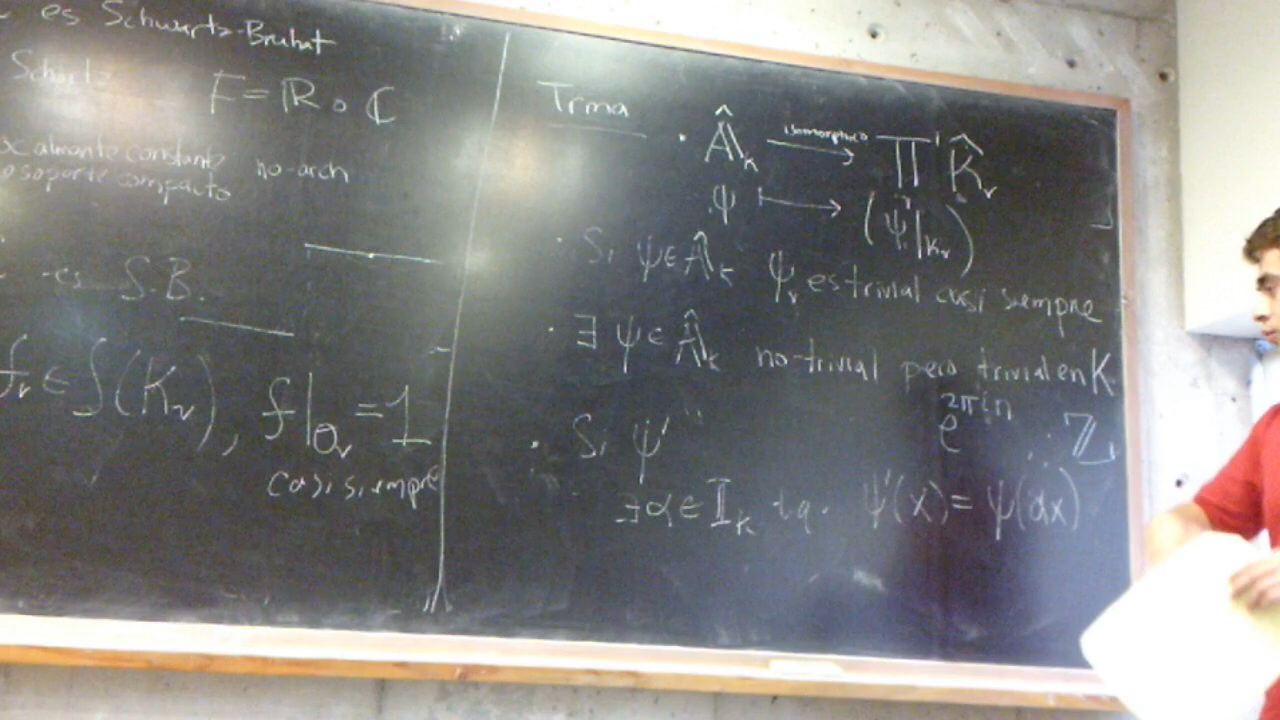 es Schwartz-Bruhat
Schwartz F = ℝ o ℂ
localmente constante no-arch
soporte compacto
es S.B.
f_v ∈ S(K_v), f|_{O_v} = 1
casi siempre
Trma
· Â_K isomorphico → ∏' K̂_v
ψ ↦ (ψ|_{K_v})
· Si ψ ∈ Â_K ψ_v es trivial casi siempre
· ∃ ψ ∈ Â_K no-trivial pero trivial en K
e^{2πin} ℤ
· Si ψ' "
∃α ∈ 𝕀_K tq. ψ'(x) = ψ(αx)